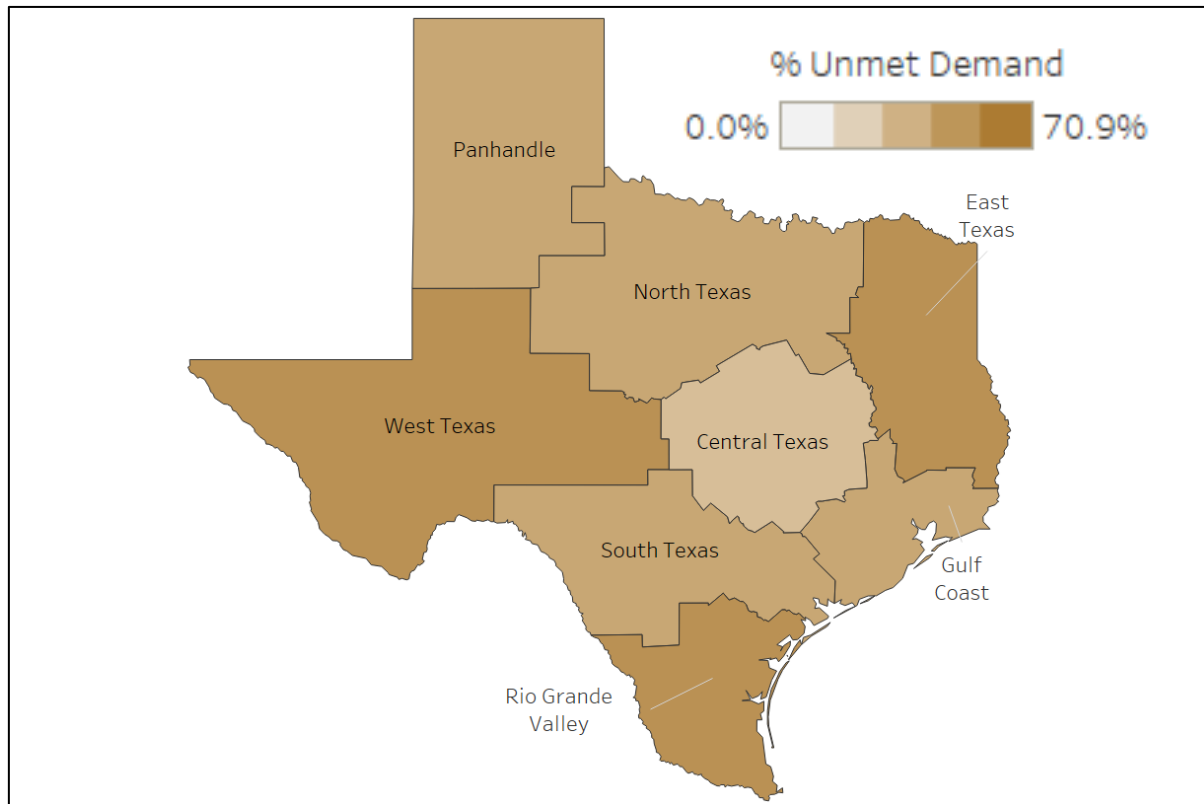 % Unmet Demand
0.0% 70.9%
Panhandle
East
Texas
North Texas
West Texas
Central Texas
South Texas
Gulf
Coast
Rio Grande
Valley